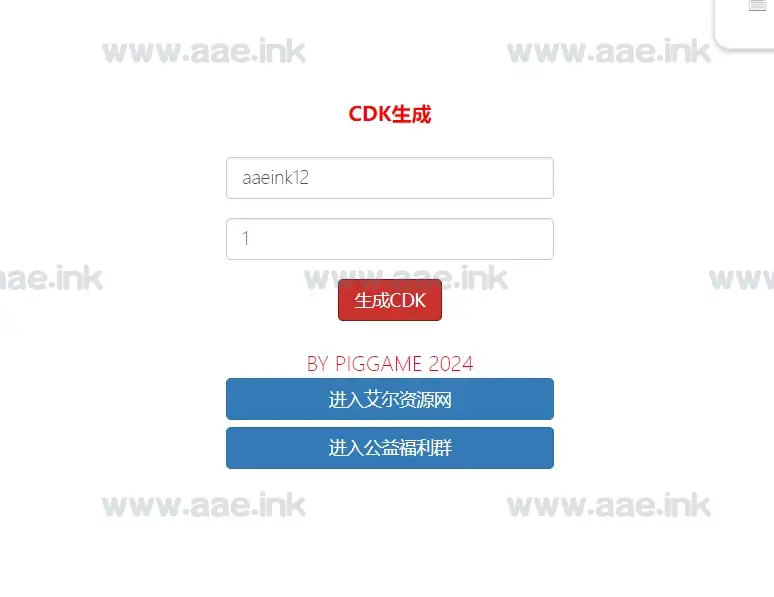 www.aae.ink www.aae.ink
CDK生成
aaeink12
1
aae.ink www.aae.ink www
生成CDK
BY PIGGAME 2024
进入艾尔资源网
进入公益福利群
www.aae.ink www.aae.ink